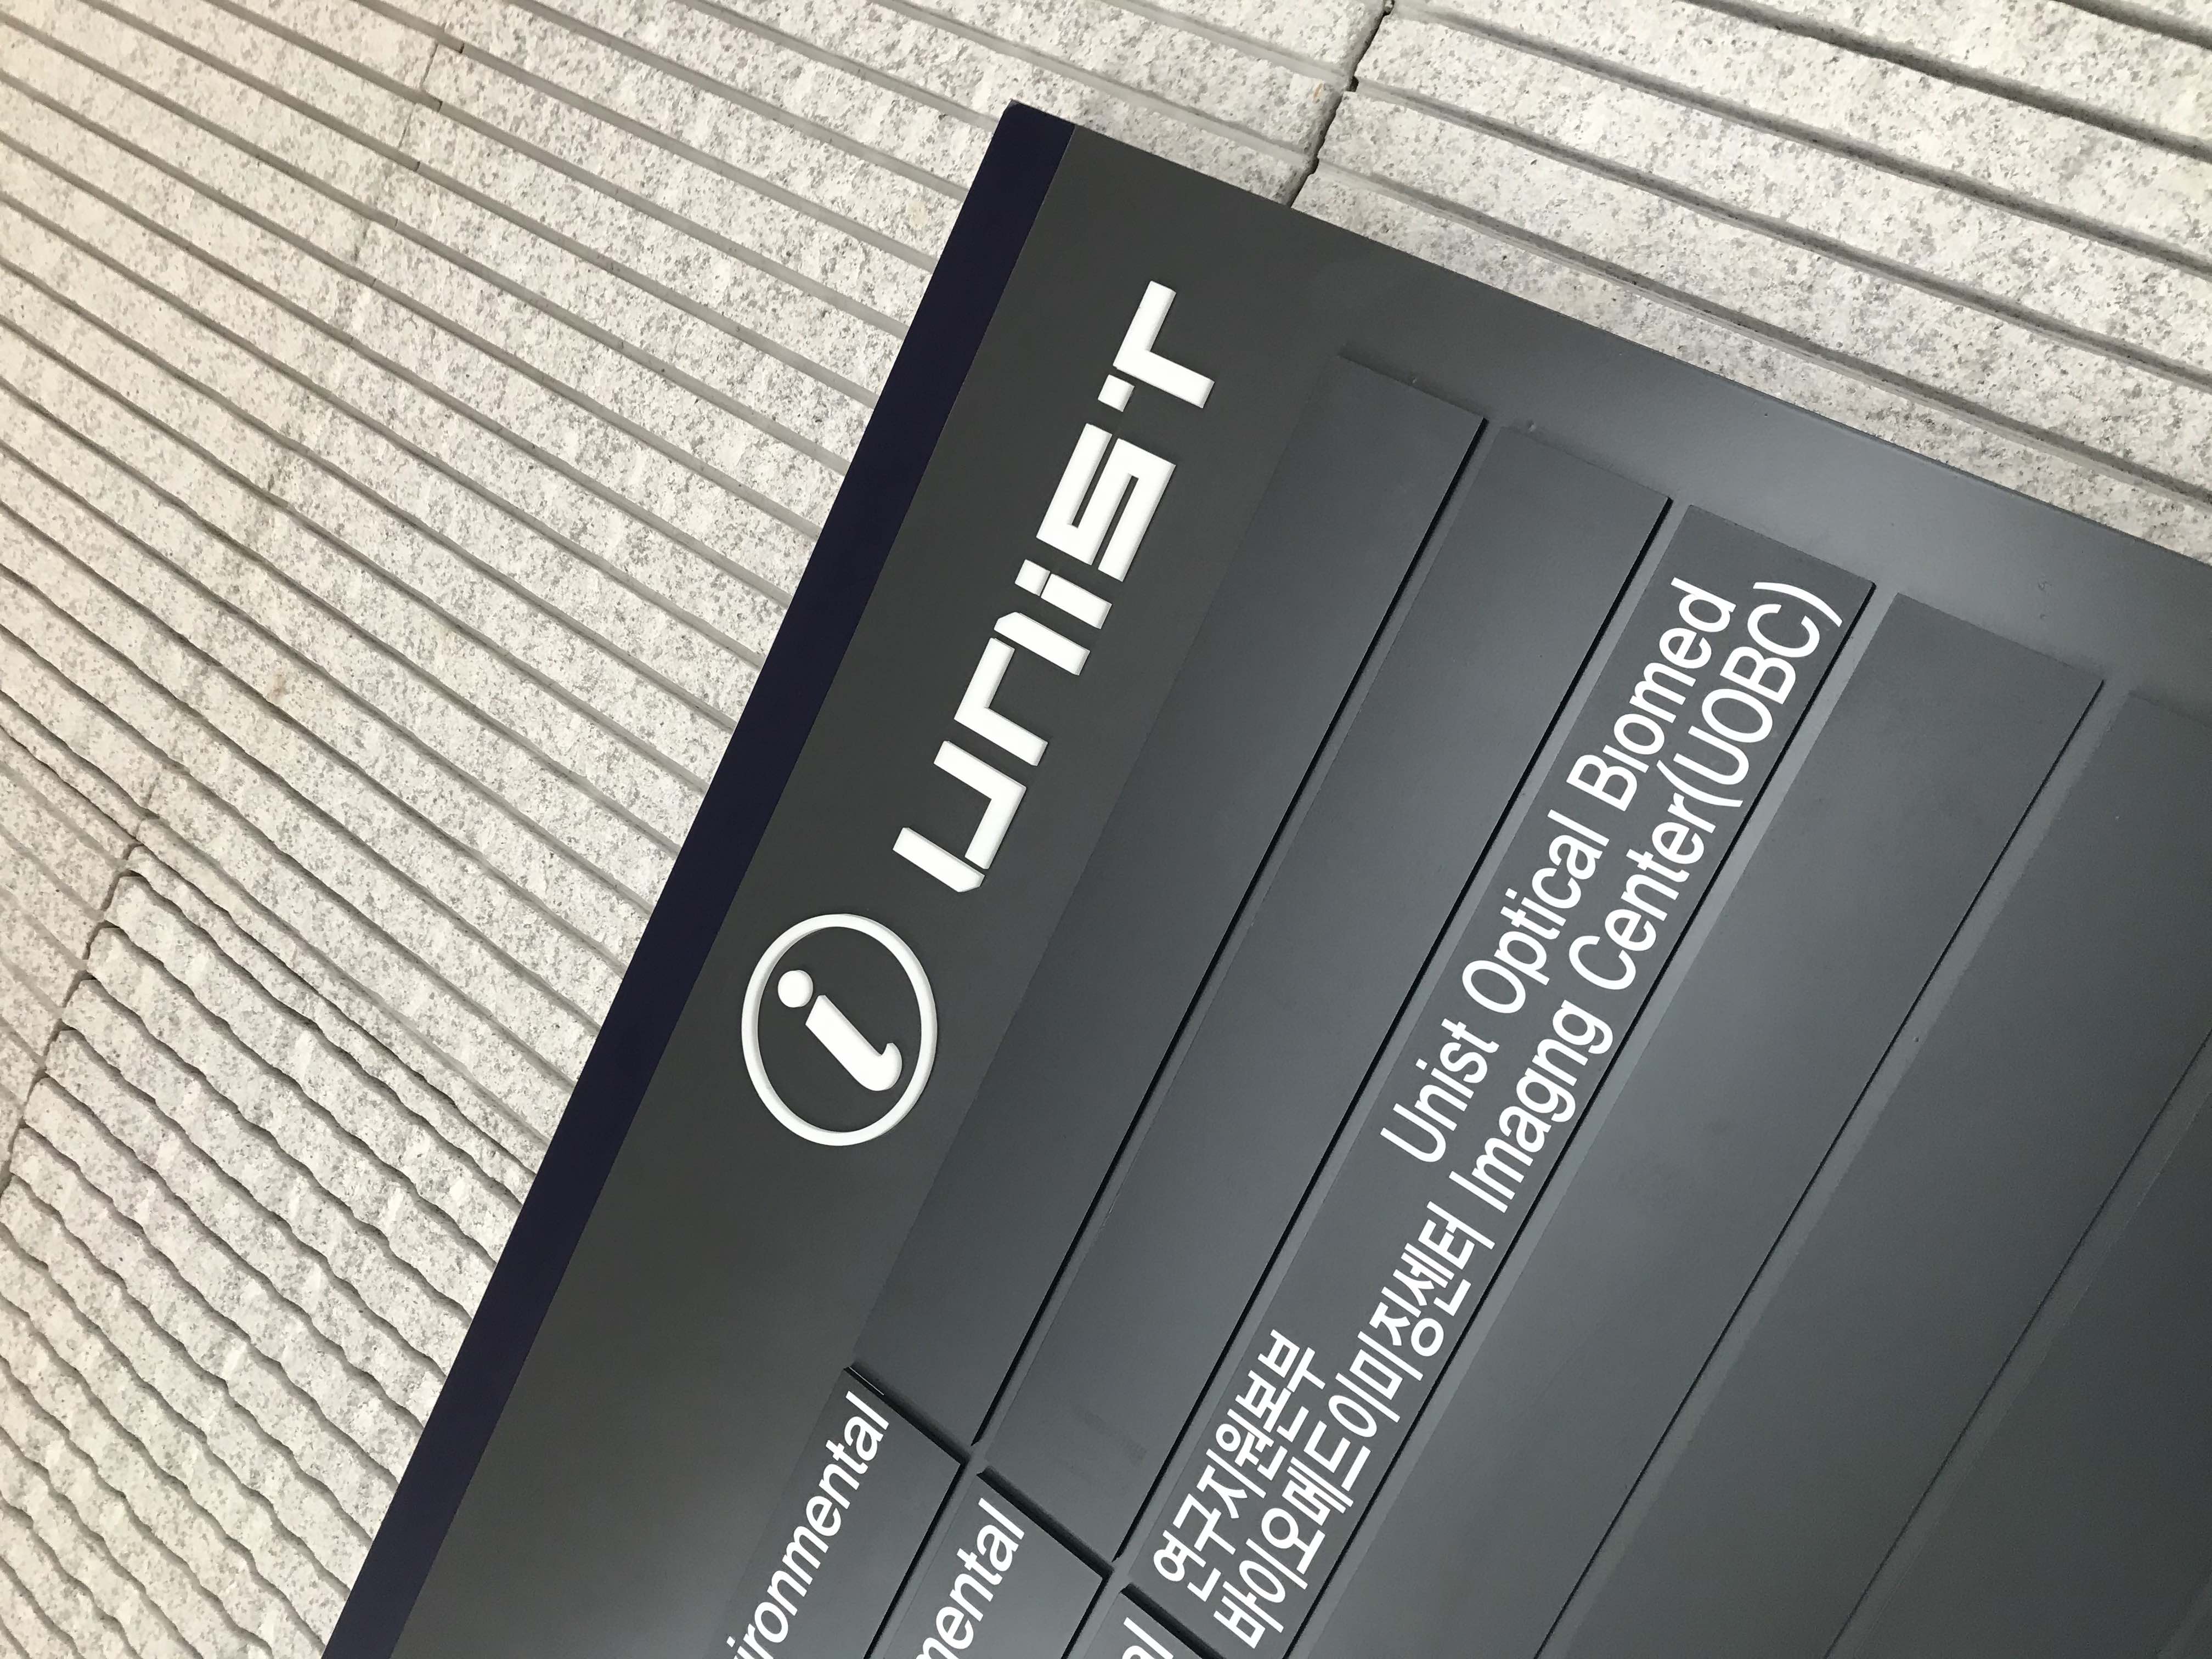 i UNIST
연구지원본부
바이오메드이미징센터
Unist Optical Biomed
Imagng Center(UOBC)
ironmental
mental
al